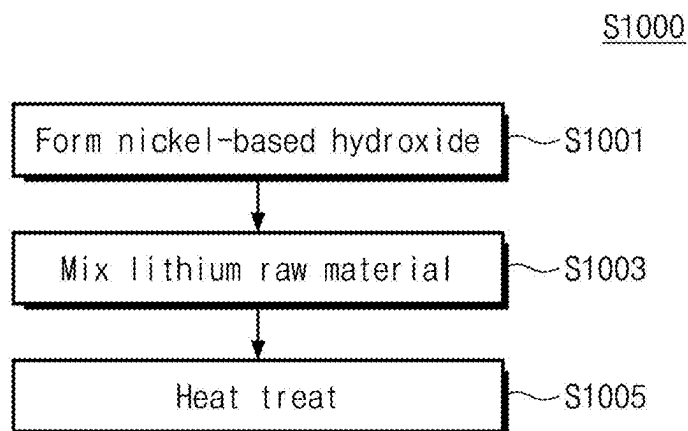 S1000
Form nickel-based hydroxide
S1001
Mix lithium raw material
S1003
Heat treat
S1005